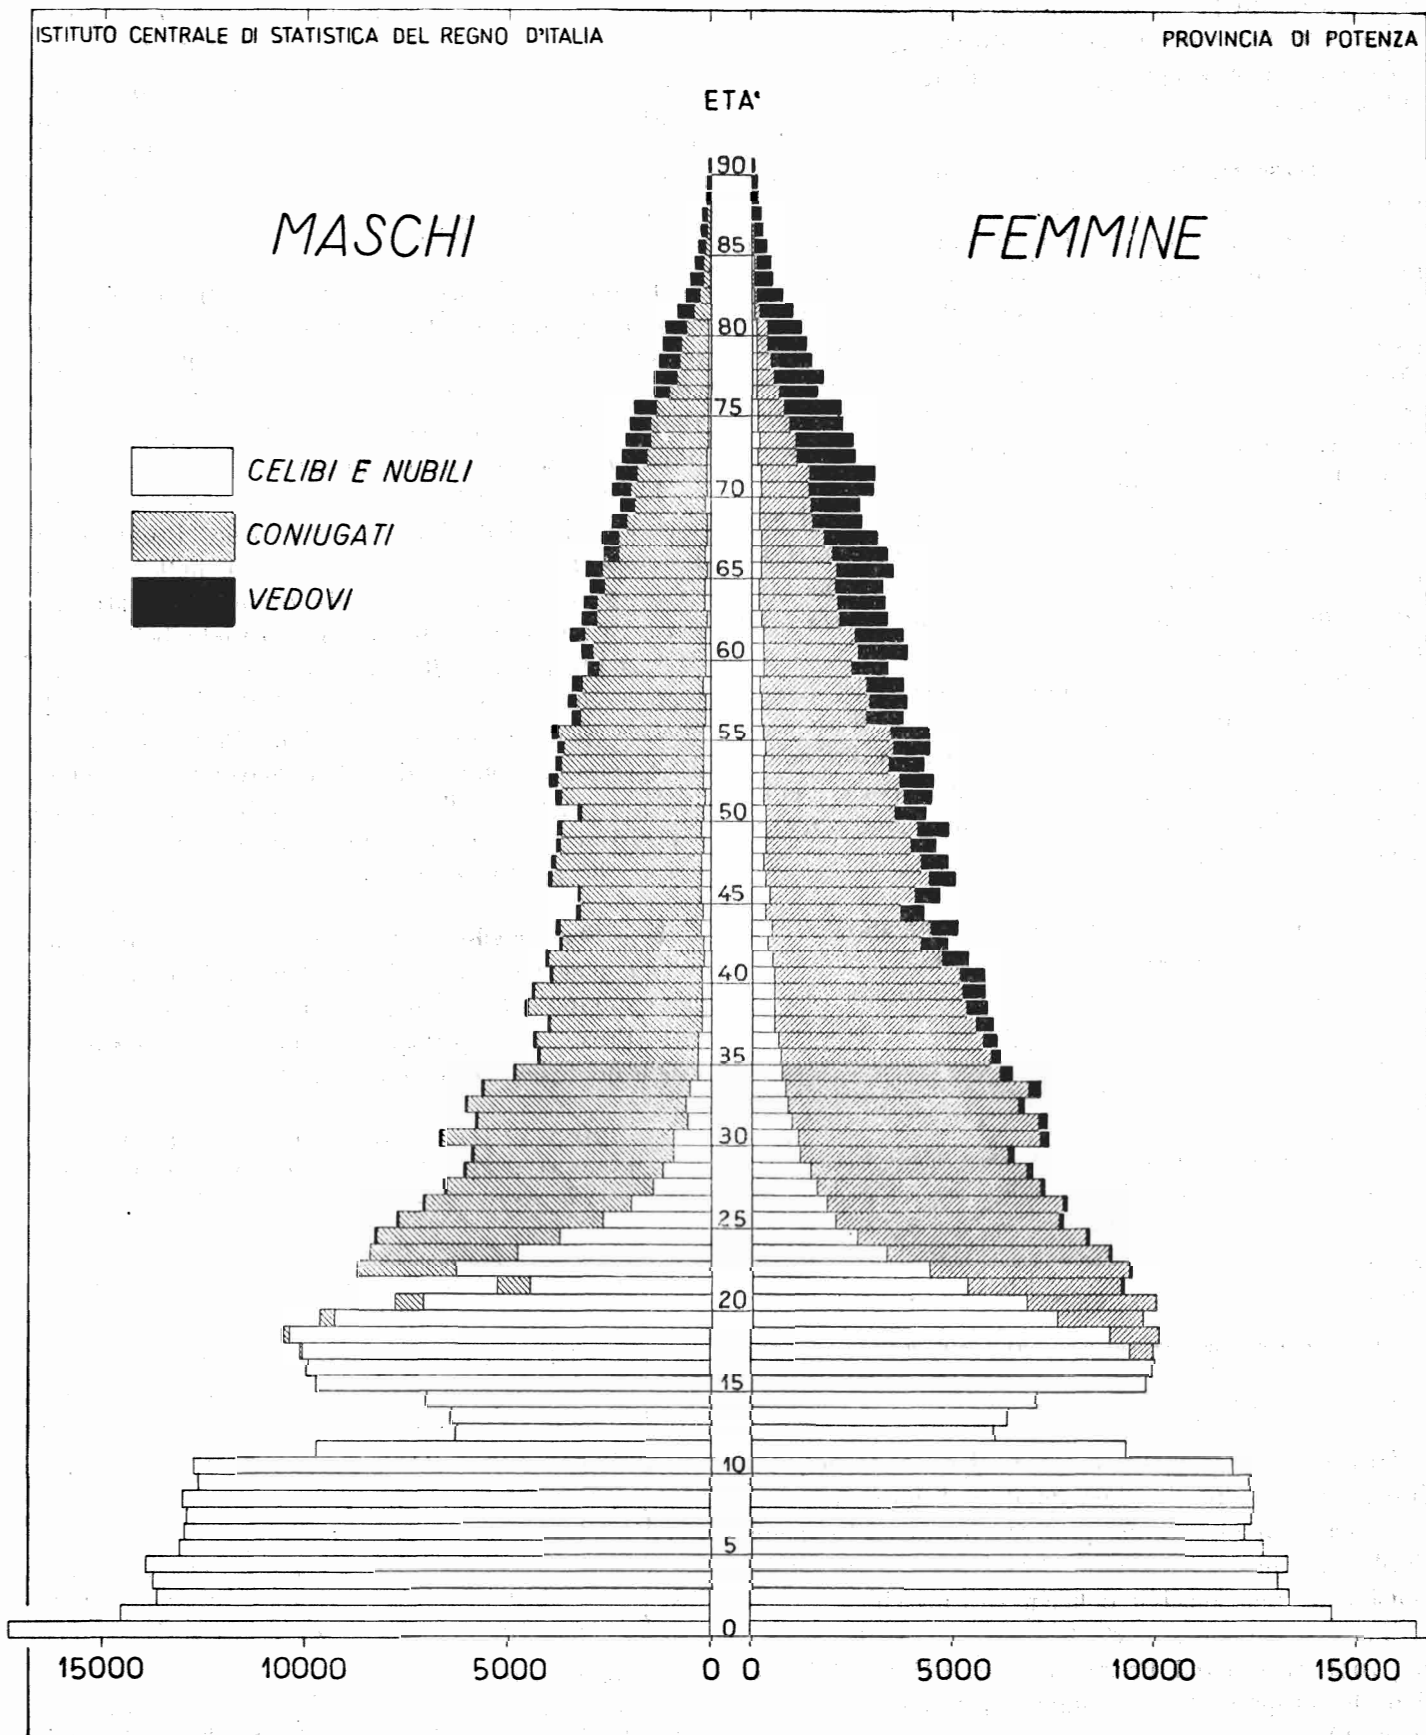 ISTITUTO CENTRALE DI STATISTICA DEL REGNO D'ITALIA
PROVINCIA DI POTENZA
ETA'
MASCHI
FEMMINE
90
85
80
75
70
65
60
55
50
45
40
35
30
25
20
15
10
5
0
CELIBI E NUBILI
CONIUGATI
VEDOVI
15000 10000 5000 0 0 5000 10000 15000